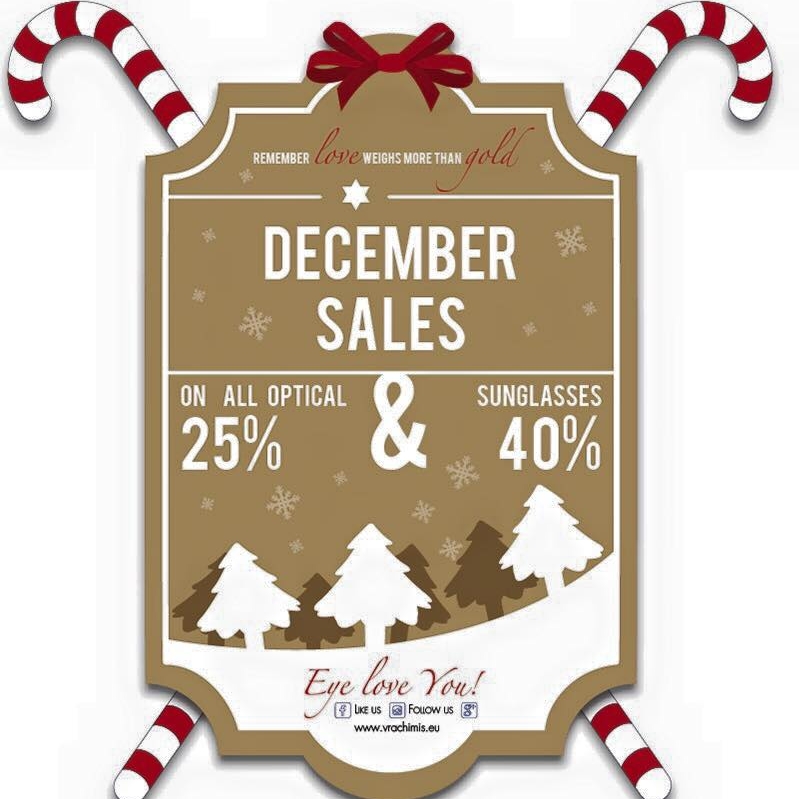 REMEMBER love WEIGHS MORE THAN gold
DECEMBER
SALES
ON ALL OPTICAL
25%
&
SUNGLASSES
40%
Eye love You!
f LIKE US FOLLOW US g+
www.vrachimis.eu